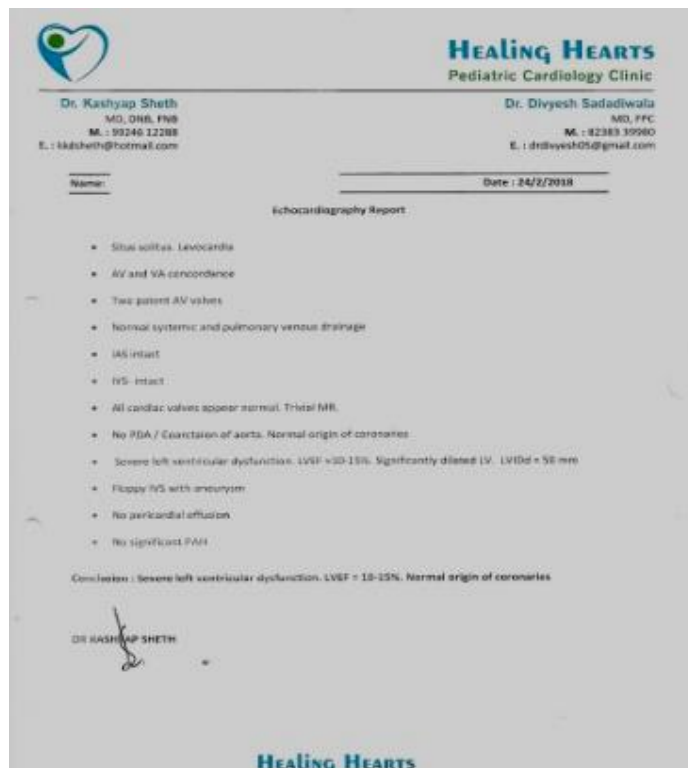 Healing Hearts
Pediatric Cardiology Clinic
Dr. Kashyap Sheth
MD, DNB, FNB
M. : 99246 12288
E. : kkdsheth@hotmail.com
Dr. Divyesh Sadadiwala
MD, FPC
M. : 82383 39980
E. : drdivyesh05@gmail.com
Name:
Date : 24/2/2018
Echocardiography Report
• Situs solitus. Levocardia
• AV and VA concordance
• Two patent AV valves
• Normal systemic and pulmonary venous drainage
• IAS intact
• IVS intact
• All cardiac valves appear normal. Trivial MR.
• No PDA / Coarctaion of aorta. Normal origin of coronaries
• Severe left ventricular dysfunction. LVEF =10-15%. Significantly dilated LV. LVIDd = 50 mm
• Floppy IVS with aneurysm
• No pericardial effusion
• No significant PAH
Conclusion : Severe left ventricular dysfunction. LVEF = 10-15%. Normal origin of coronaries
DR KASHYAP SHETH
Healing Hearts